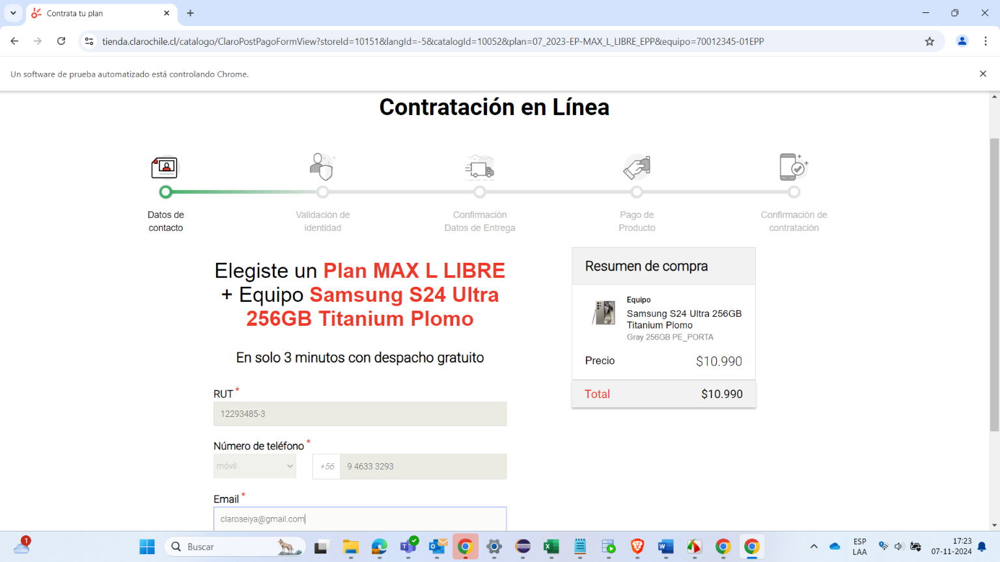 Contrata tu plan
tienda.clarochile.cl/catalogo/ClaroPostPagoFormView?storeId=10151&langId=-5&catalogId=10052&plan=07_2023-EP-MAX_L_LIBRE_EPP&equipo=70012345-01EPP
Un software de prueba automatizado está controlando Chrome.
Contratación en Línea
Datos de
contacto
Validación de
identidad
Confirmación
Datos de Entrega
Pago de
Producto
Confirmación de
contratación
Elegiste un Plan MAX L LIBRE
+ Equipo Samsung S24 Ultra
256GB Titanium Plomo
En solo 3 minutos con despacho gratuito
RUT *
12293485-3
Número de teléfono *
móvil
+56
9 4633 3293
Email *
claroseiya@gmail.com
Resumen de compra
Equipo
Samsung S24 Ultra 256GB
Titanium Plomo
Gray 256GB PE_PORTA
Precio $10.990
Total $10.990
1
Buscar
ESP
LAA
17:23
07-11-2024